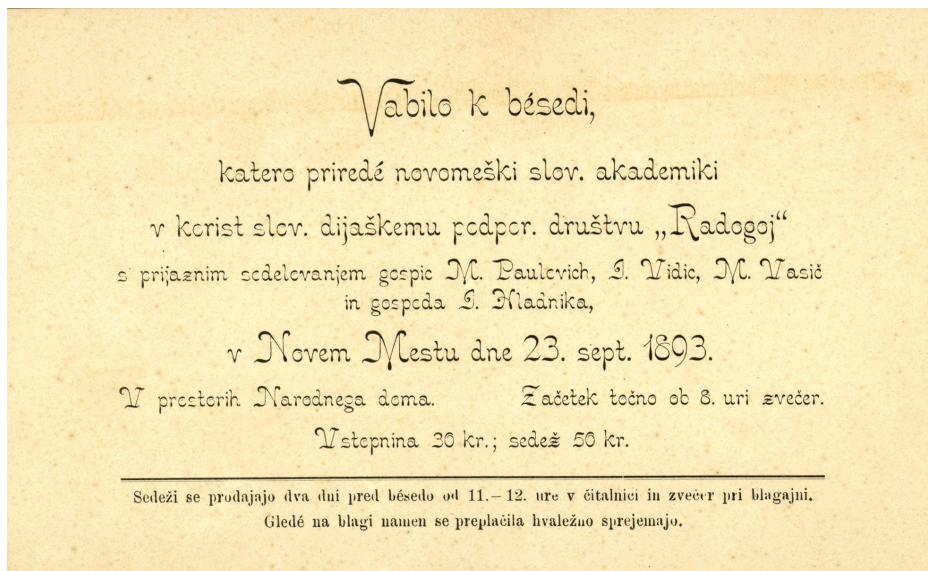 Vabilo k bésedi,
katero priredé novomeški slov. akademiki
v korist slov. dijaškemu podpor. društvu „Radogoj“
s prijaznim sodelovanjem gospic M. Paulovich, I. Vidic, M. Vasič
in gospoda I. Hladnika,
v Novem Mestu dne 23. sept. 1893.
V prostorih Narodnega doma. Začetek točno ob 8. uri zvečer.
Vstopnina 30 kr.; sedež 50 kr.
Sedeži se prodajajo dva dni pred bésedo od 11.–12. ure v čitalnici in zvečer pri blagajni.
Gledé na blagi namen se preplačila hvaležno sprejemajo.